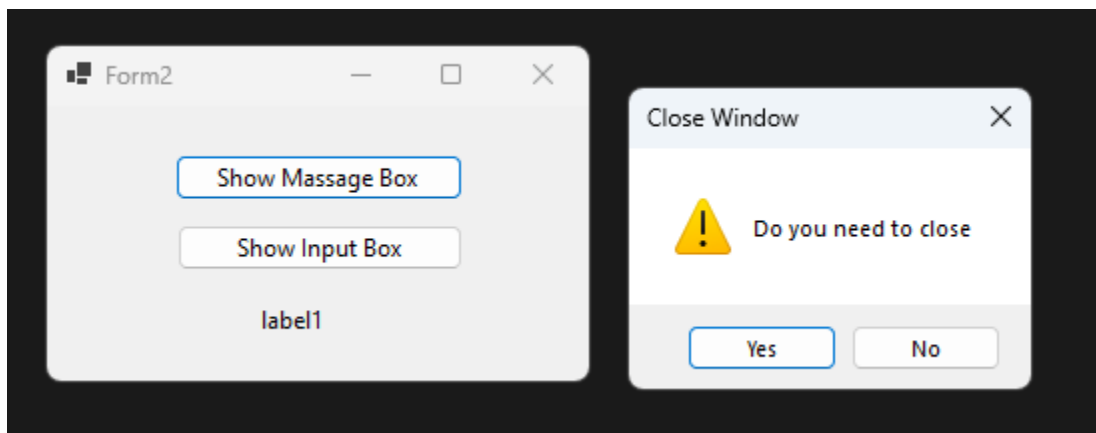 Form2
Show Massage Box
Show Input Box
label1
Close Window
Do you need to close
Yes No